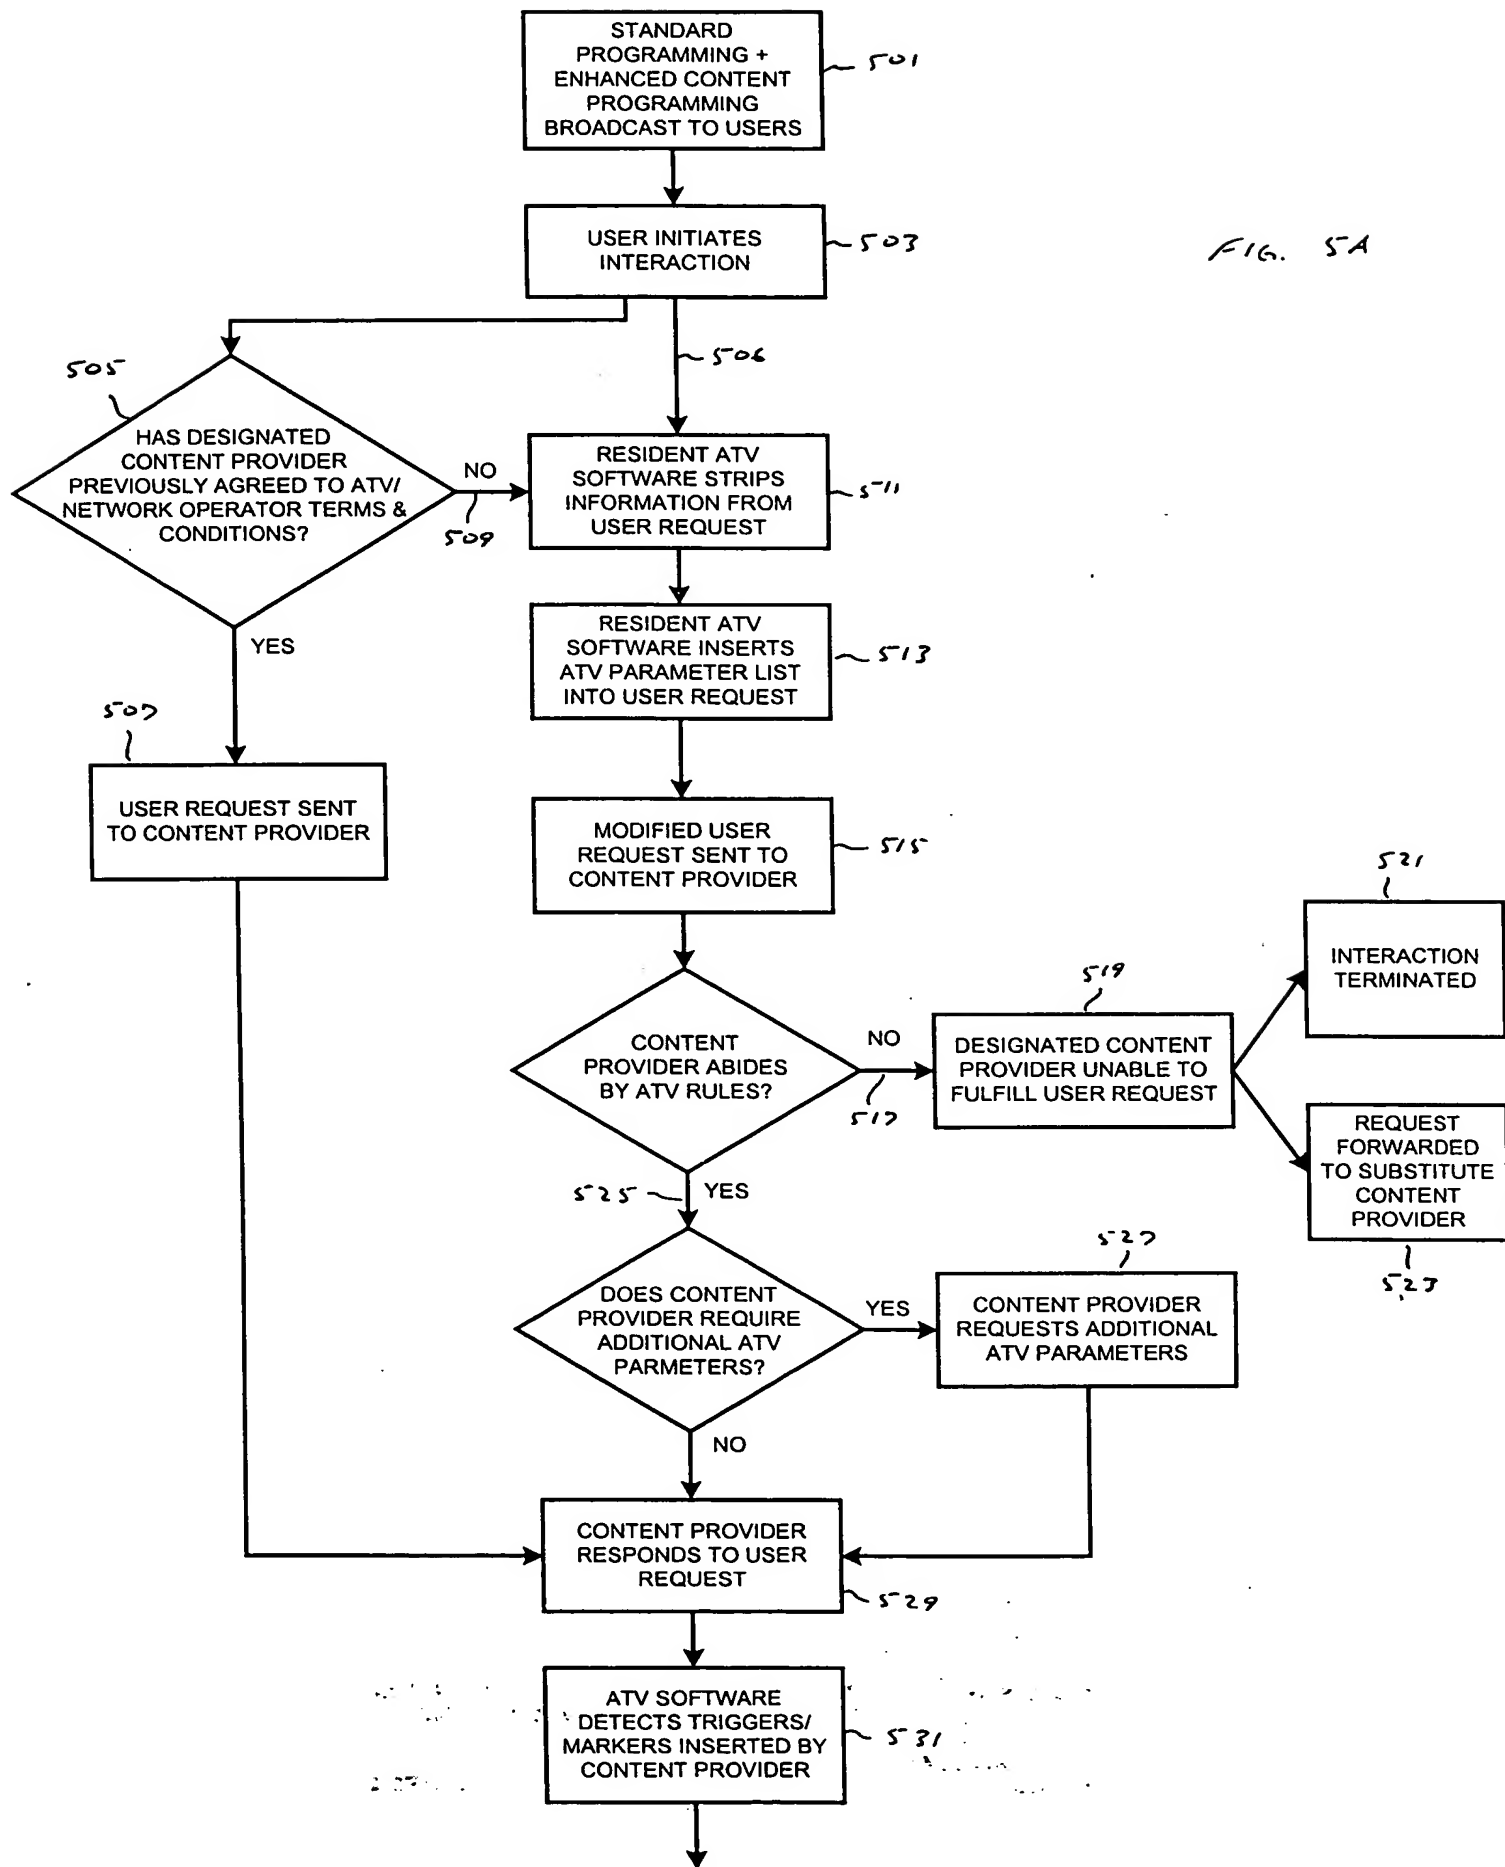 STANDARD
PROGRAMMING +
ENHANCED CONTENT
PROGRAMMING
BROADCAST TO USERS
501
USER INITIATES
INTERACTION
503
FIG. 5A
506
505
HAS DESIGNATED
CONTENT PROVIDER
PREVIOUSLY AGREED TO ATV/
NETWORK OPERATOR TERMS &
CONDITIONS?
NO
509
RESIDENT ATV
SOFTWARE STRIPS
INFORMATION FROM
USER REQUEST
511
YES
RESIDENT ATV
SOFTWARE INSERTS
ATV PARAMETER LIST
INTO USER REQUEST
513
507
USER REQUEST SENT
TO CONTENT PROVIDER
MODIFIED USER
REQUEST SENT TO
CONTENT PROVIDER
515
521
INTERACTION
TERMINATED
CONTENT
PROVIDER ABIDES
BY ATV RULES?
NO
517
519
DESIGNATED CONTENT
PROVIDER UNABLE TO
FULFILL USER REQUEST
REQUEST
FORWARDED
TO SUBSTITUTE
CONTENT
PROVIDER
523
525
YES
DOES CONTENT
PROVIDER REQUIRE
ADDITIONAL ATV
PARMETERS?
YES
527
CONTENT PROVIDER
REQUESTS ADDITIONAL
ATV PARAMETERS
NO
CONTENT PROVIDER
RESPONDS TO USER
REQUEST
529
ATV SOFTWARE
DETECTS TRIGGERS/
MARKERS INSERTED BY
CONTENT PROVIDER
531